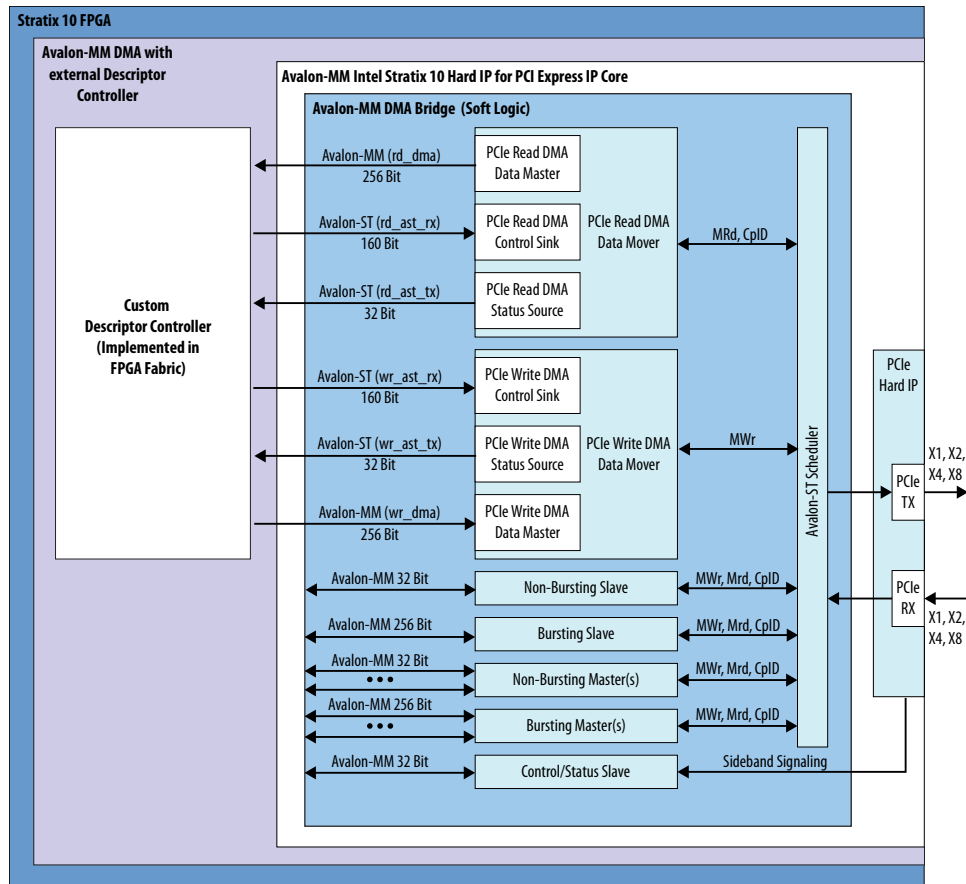 Stratix 10 FPGA
Avalon-MM DMA with
external Descriptor
Controller
Avalon-MM Intel Stratix 10 Hard IP for PCI Express IP Core
Avalon-MM DMA Bridge (Soft Logic)
Custom
Descriptor Controller
(Implemented in
FPGA Fabric)
Avalon-MM (rd_dma)
256 Bit
PCIe Read DMA
Data Master
Avalon-ST (rd_ast_rx)
160 Bit
PCIe Read DMA
Control Sink
PCIe Read DMA
Data Mover
MRd, CpID
Avalon-ST (rd_ast_tx)
32 Bit
PCIe Read DMA
Status Source
Avalon-ST (wr_ast_rx)
160 Bit
PCIe Write DMA
Control Sink
Avalon-ST (wr_ast_tx)
32 Bit
PCIe Write DMA
Status Source
PCIe Write DMA
Data Mover
MWr
Avalon-MM (wr_dma)
256 Bit
PCIe Write DMA
Data Master
Avalon-MM 32 Bit
Non-Bursting Slave
MWr, Mrd, CpID
Avalon-MM 256 Bit
Bursting Slave
MWr, Mrd, CpID
Avalon-MM 32 Bit
Non-Bursting Master(s)
MWr, Mrd, CpID
Avalon-MM 256 Bit
Bursting Master(s)
MWr, Mrd, CpID
Avalon-MM 32 Bit
Control/Status Slave
Sideband Signaling
Avalon-ST Scheduler
PCIe
Hard IP
PCIe
TX
X1, X2,
X4, X8
PCIe
RX
X1, X2,
X4, X8